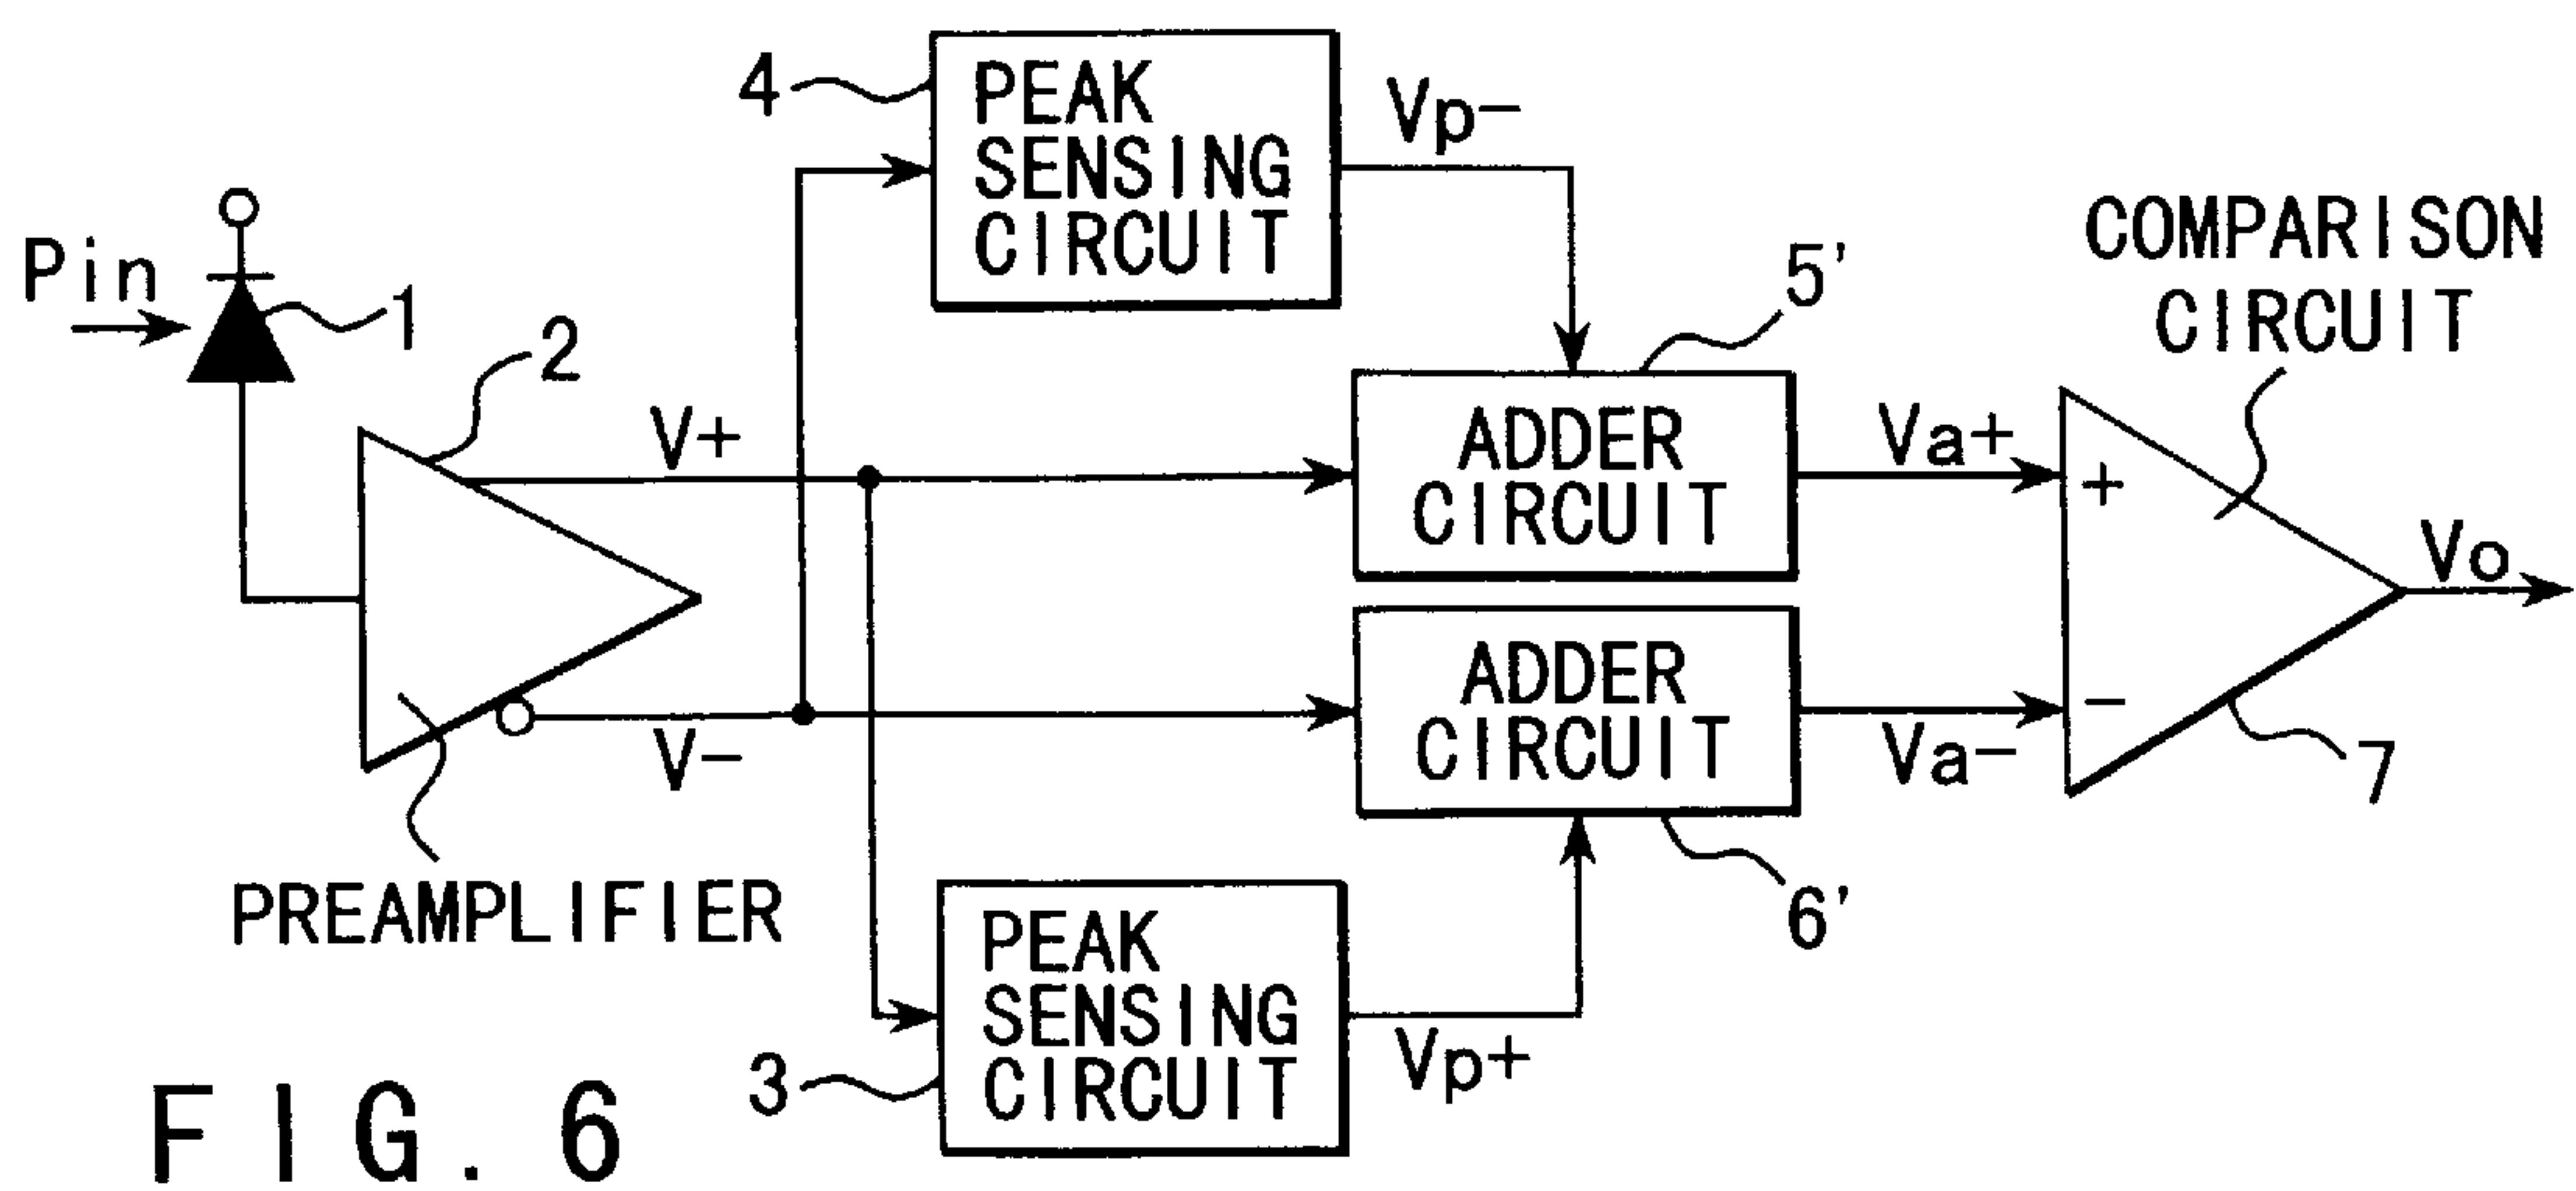 4
PEAK
SENSING
CIRCUIT
Vp-
COMPARISON
CIRCUIT
Pin
1
2
5'
V+
ADDER
CIRCUIT
Va+
+
Vo
ADDER
CIRCUIT
-
V-
Va-
7
PREAMPLIFIER
6'
PEAK
SENSING
CIRCUIT
3
Vp+
FIG. 6